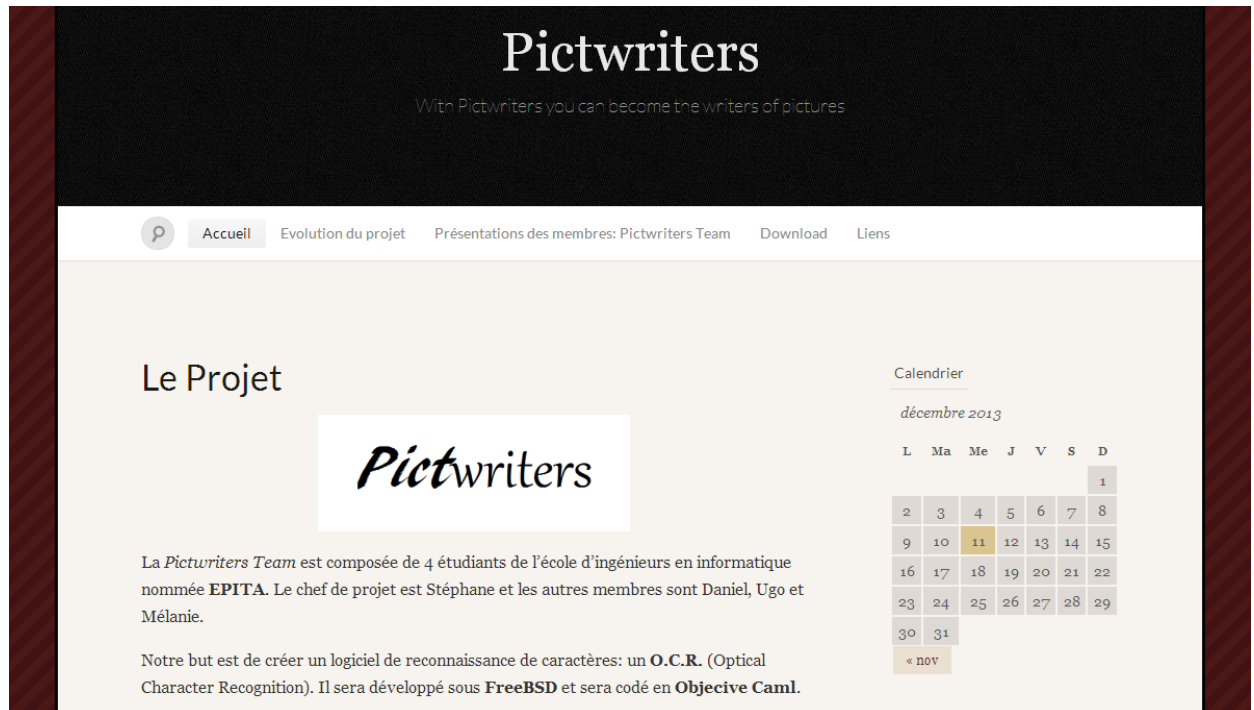 Pictwriters
With Pictwriters you can become the writers of pictures
Accueil Evolution du projet Présentations des membres: Pictwriters Team Download Liens
Le Projet
Pictwriters
La Pictwriters Team est composée de 4 étudiants de l'école d'ingénieurs en informatique
nommée EPITA. Le chef de projet est Stéphane et les autres membres sont Daniel, Ugo et
Mélanie.
Notre but est de créer un logiciel de reconnaissance de caractères: un O.C.R. (Optical
Character Recognition). Il sera développé sous FreeBSD et sera codé en Objecive Caml.
Calendrier
décembre 2013
L Ma Me J V S D
1
2 3 4 5 6 7 8
9 10 11 12 13 14 15
16 17 18 19 20 21 22
23 24 25 26 27 28 29
30 31
« nov